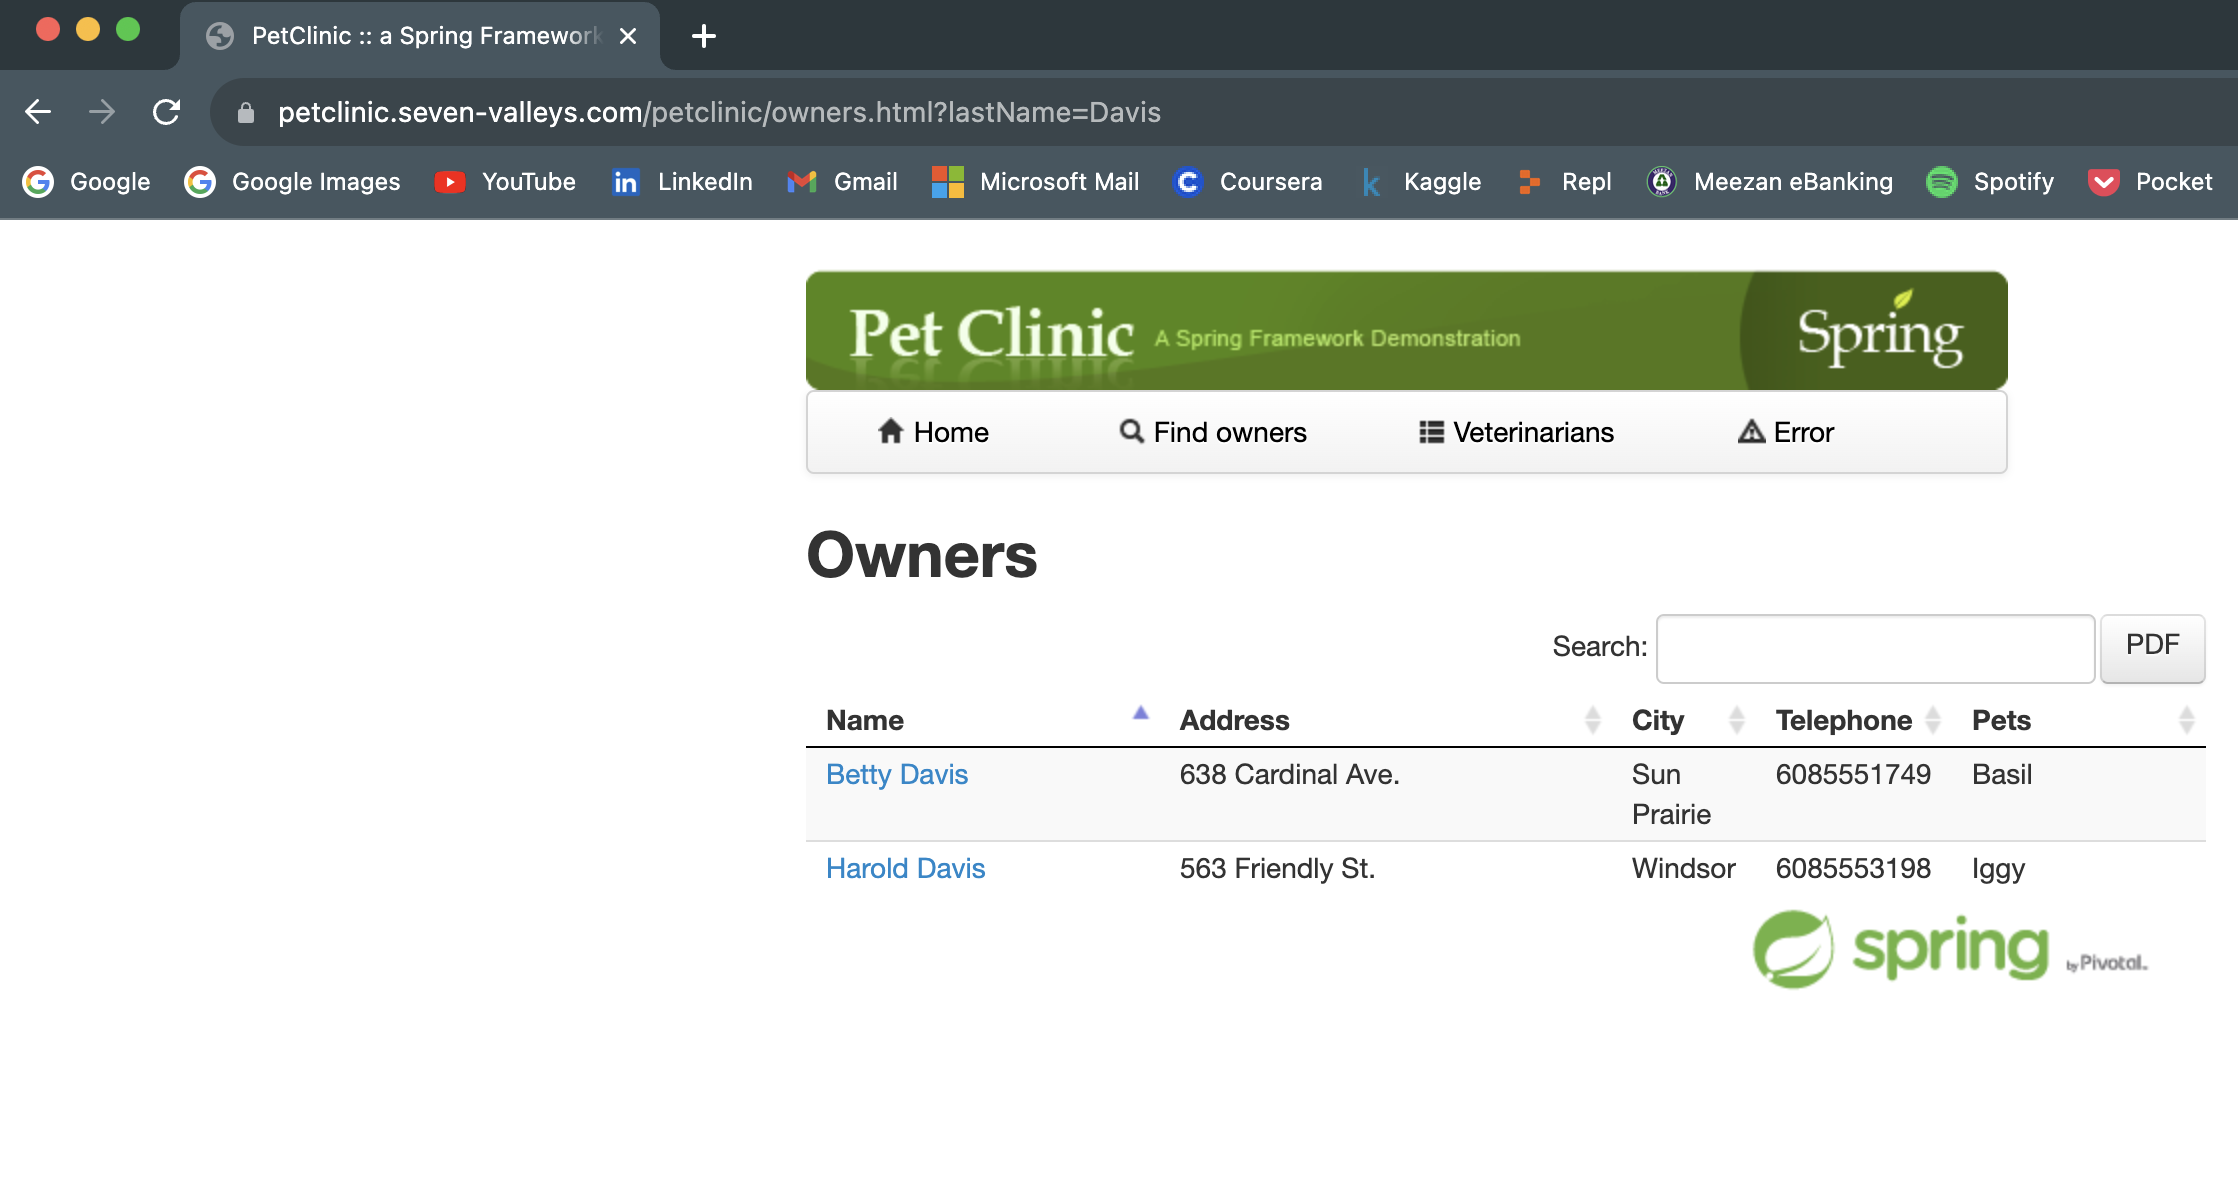 PetClinic :: a Spring Framework
petclinic.seven-valleys.com/petclinic/owners.html?lastName=Davis
Google Google Images YouTube LinkedIn Gmail Microsoft Mail Coursera Kaggle Repl Meezan eBanking Spotify Pocket
Pet Clinic A Spring Framework Demonstration Spring
Home Find owners Veterinarians Error
Owners
Search: PDF
Name Address City Telephone Pets
Betty Davis 638 Cardinal Ave. Sun 6085551749 Basil
Prairie
Harold Davis 563 Friendly St. Windsor 6085553198 Iggy
spring by Pivotal